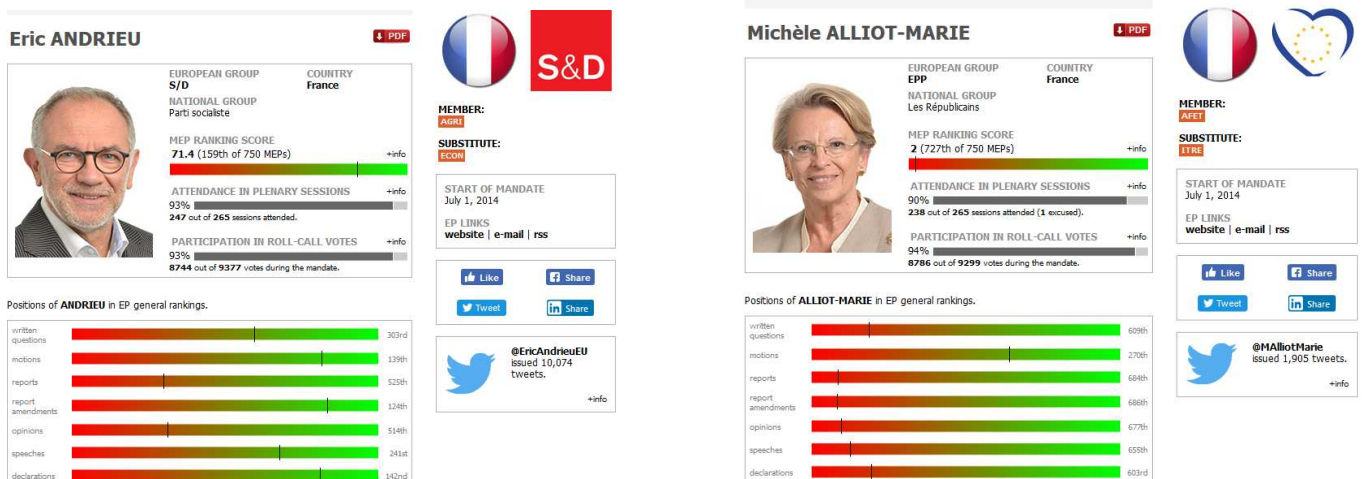 Eric ANDRIEU
PDF
EUROPEAN GROUP
COUNTRY
S/D
France
NATIONAL GROUP
Parti socialiste
MEP RANKING SCORE
71.4 (159th of 750 MEPs)
+info
ATTENDANCE IN PLENARY SESSIONS
+info
93%
247 out of 265 sessions attended.
PARTICIPATION IN ROLL-CALL VOTES
+info
93%
8744 out of 9377 votes during the mandate.
Positions of ANDRIEU in EP general rankings.
written
questions
303rd
motions
139th
reports
525th
report
amendments
124th
opinions
514th
speeches
241st
declarations
142nd
S&D
MEMBER:
AGRI
SUBSTITUTE:
ECON
START OF MANDATE
July 1, 2014
EP LINKS
website | e-mail | rss
Like
Share
Tweet
in Share
@EricAndrieuEU
issued 10,074
tweets.
+info
Michèle ALLIOT-MARIE
PDF
EUROPEAN GROUP
COUNTRY
EPP
France
NATIONAL GROUP
Les Républicains
MEP RANKING SCORE
2 (727th of 750 MEPs)
+info
ATTENDANCE IN PLENARY SESSIONS
+info
90%
238 out of 265 sessions attended (1 excused).
PARTICIPATION IN ROLL-CALL VOTES
+info
94%
8786 out of 9299 votes during the mandate.
Positions of ALLIOT-MARIE in EP general rankings.
written
questions
609th
motions
270th
reports
684th
report
amendments
686th
opinions
677th
speeches
655th
declarations
603rd
MEMBER:
AFET
SUBSTITUTE:
ITRE
START OF MANDATE
July 1, 2014
EP LINKS
website | e-mail | rss
Like
Share
Tweet
in Share
@MAlliotMarie
issued 1,905 tweets.
+info